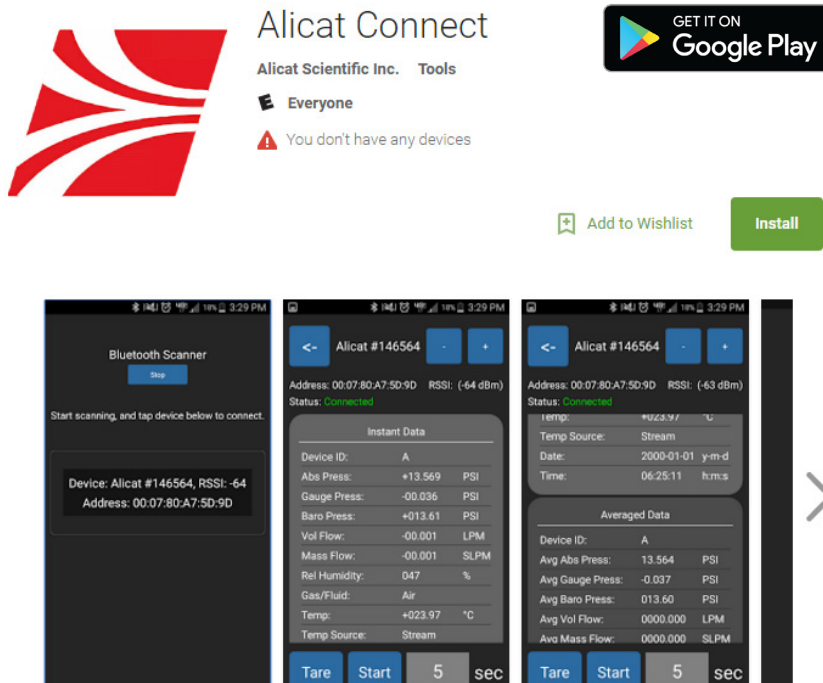 Alicat Connect
GET IT ON
Google Play
Alicat Scientific Inc. Tools
E Everyone
You don't have any devices
Add to Wishlist
Install
18% 3:29 PM
Bluetooth Scanner
Stop
Start scanning, and tap device below to connect.
Device: Alicat #146564, RSSI: -64
Address: 00:07:80:A7:5D:9D
18% 3:29 PM
<- Alicat #146564 - +
Address: 00:07:80:A7:5D:9D RSSI: (-64 dBm)
Status: Connected
Instant Data
Device ID: A
Abs Press: +13.569 PSI
Gauge Press: -00.036 PSI
Baro Press: +013.61 PSI
Vol Flow: -00.001 LPM
Mass Flow: -00.001 SLPM
Rel Humidity: 047 %
Gas/Fluid: Air
Temp: +023.97 °C
Temp Source: Stream
Tare Start 5 sec
18% 3:29 PM
<- Alicat #146564 - +
Address: 00:07:80:A7:5D:9D RSSI: (-63 dBm)
Status: Connected
Temp: +023.97 °C
Temp Source: Stream
Date: 2000-01-01 y-m-d
Time: 06:25:11 h:m:s
Averaged Data
Device ID: A
Avg Abs Press: 13.564 PSI
Avg Gauge Press: -0.037 PSI
Avg Baro Press: 013.60 PSI
Avg Vol Flow: 0000.000 LPM
Avg Mass Flow: 0000.000 SLPM
Tare Start 5 sec